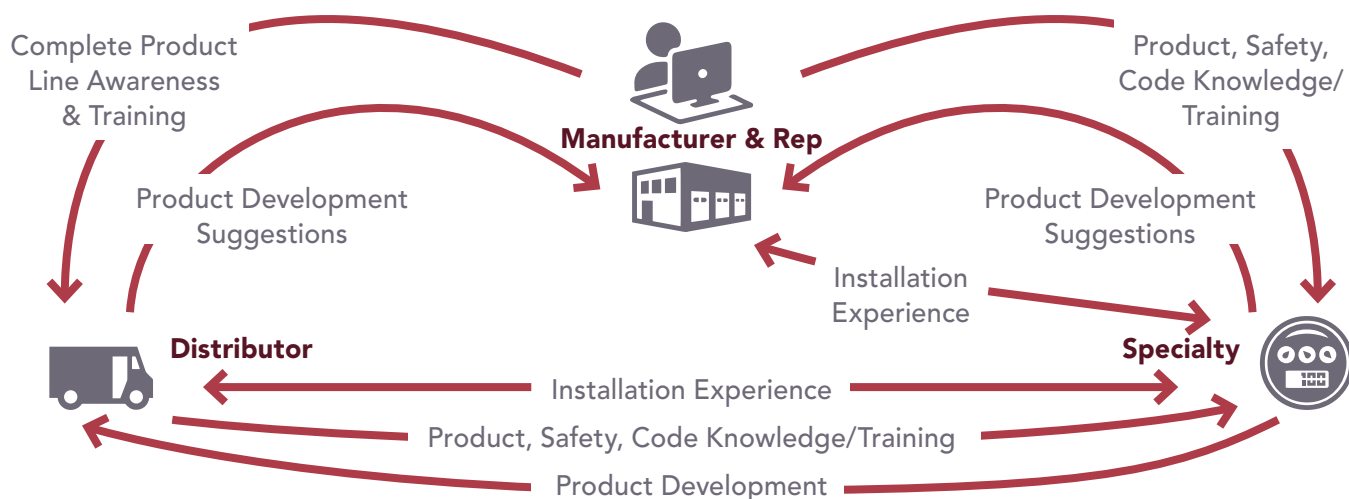 Complete Product
Line Awareness
& Training
Product, Safety,
Code Knowledge/
Training
Manufacturer & Rep
Product Development
Suggestions
Product Development
Suggestions
Installation
Experience
Distributor
Specialty
100
Installation Experience
Product, Safety, Code Knowledge/Training
Product Development